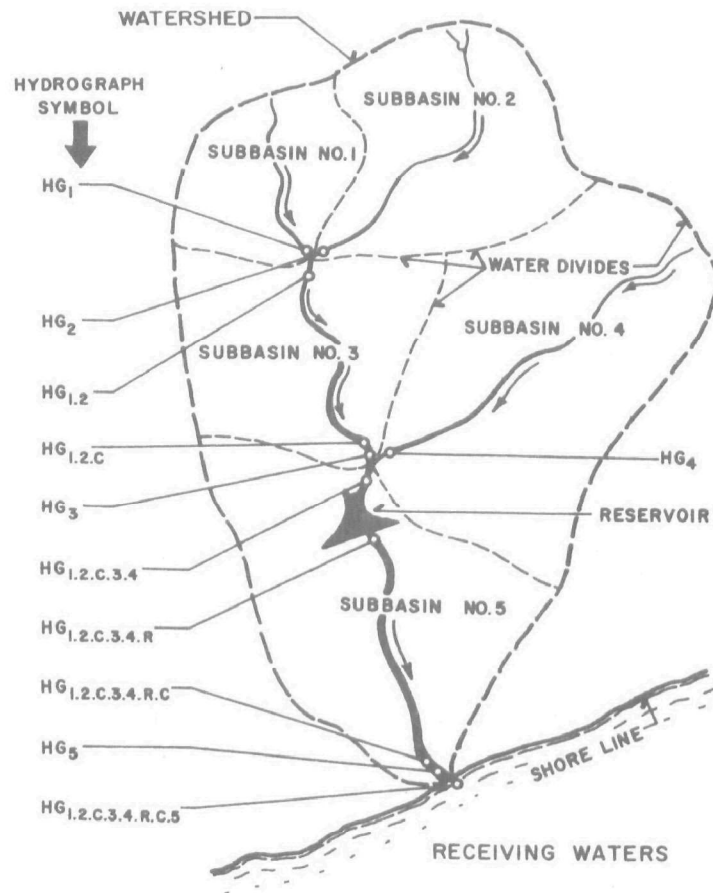 WATERSHED
HYDROGRAPH
SYMBOL
SUBBASIN NO. 2
SUBBASIN NO. 1
HG1
WATER DIVIDES
HG2
SUBBASIN NO. 3
SUBBASIN NO. 4
HG1.2
HG1.2.C
HG4
HG3
RESERVOIR
HG1.2.C.3.4
HG1.2.C.3.4.R
SUBBASIN NO. 5
HG1.2.C.3.4.R.C
HG5
SHORE LINE
HG1.2.C.3.4.R.C.5
RECEIVING WATERS